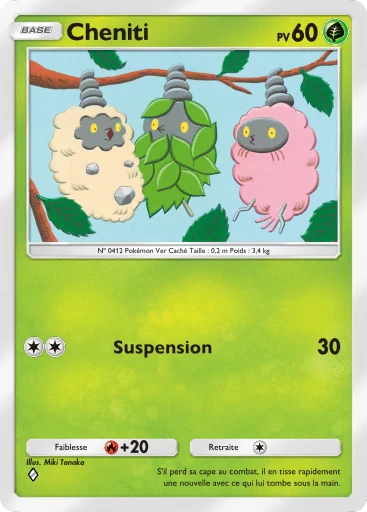 BASE
Cheniti
PV 60
N° 0412 Pokémon Ver Caché Taille : 0,2 m Poids : 3,4 kg
Suspension 30
Faiblesse +20 Retraite
Illus. Miki Tanaka
S'il perd sa cape au combat, il en tisse rapidement
une nouvelle avec ce qui lui tombe sous la main.